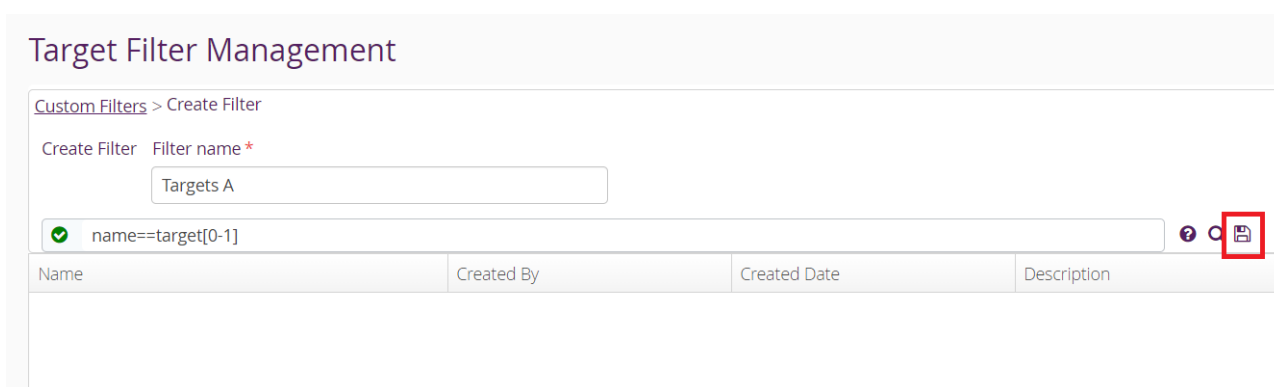 Target Filter Management
Custom Filters > Create Filter
Create Filter Filter name *
Targets A
name==target[0-1]
Name Created By Created Date Description